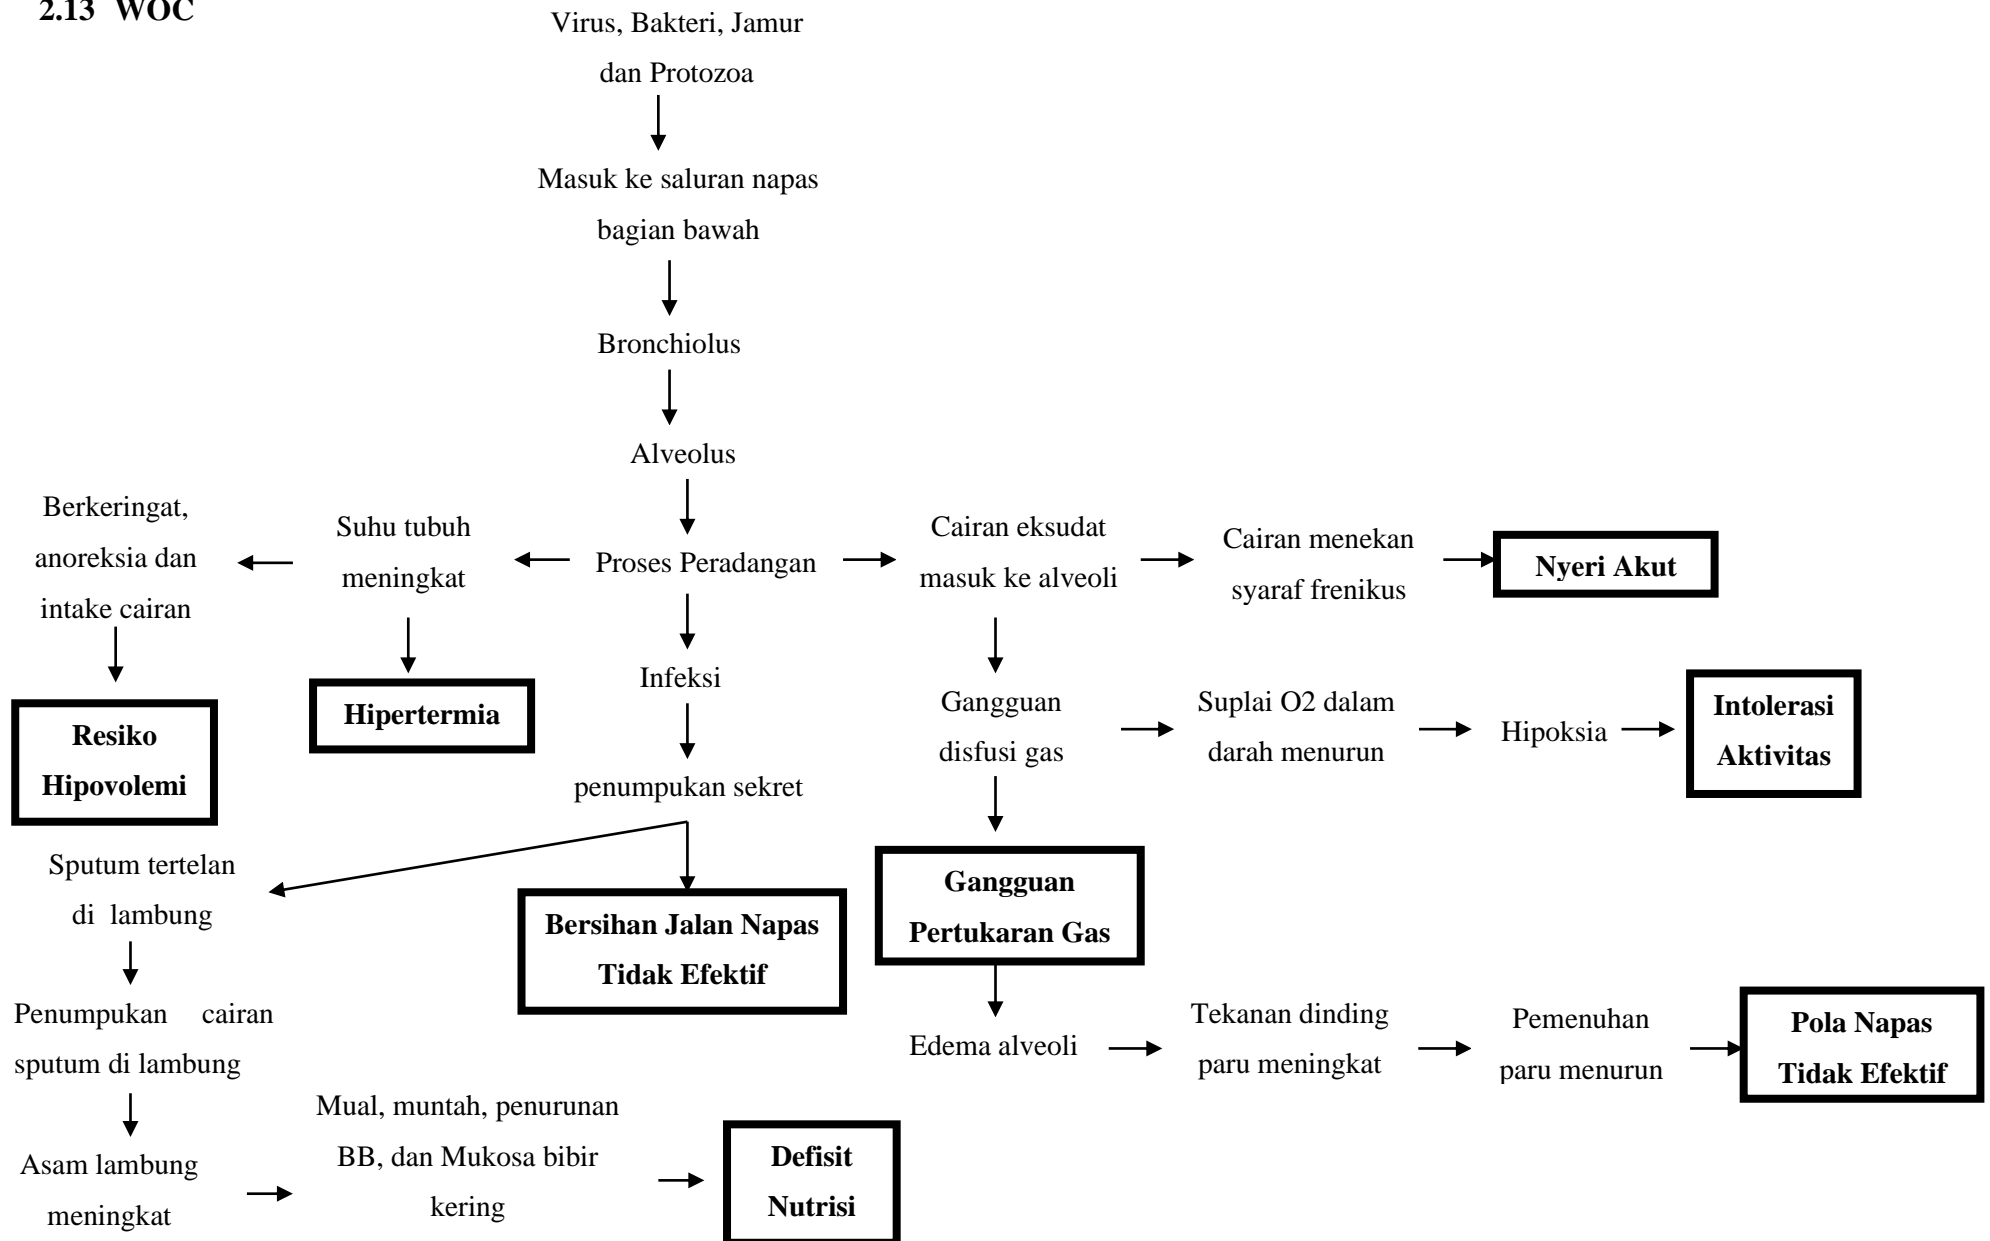 2.13 WOC
Virus, Bakteri, Jamur
dan Protozoa
Masuk ke saluran napas
bagian bawah
Bronchiolus
Alveolus
Berkeringat,
anoreksia dan
intake cairan
Suhu tubuh
meningkat
Proses Peradangan
Cairan eksudat
masuk ke alveoli
Cairan menekan
syaraf frenikus
Nyeri Akut
Resiko
Hipovolemi
Hipertermia
Infeksi
penumpukan sekret
Gangguan
disfusi gas
Suplai O2 dalam
darah menurun
Hipoksia
Intolerasi
Aktivitas
Sputum tertelan
di lambung
Bersihan Jalan Napas
Tidak Efektif
Gangguan
Pertukaran Gas
Penumpukan cairan
sputum di lambung
Edema alveoli
Tekanan dinding
paru meningkat
Pemenuhan
paru menurun
Pola Napas
Tidak Efektif
Asam lambung
meningkat
Mual, muntah, penurunan
BB, dan Mukosa bibir
kering
Defisit
Nutrisi